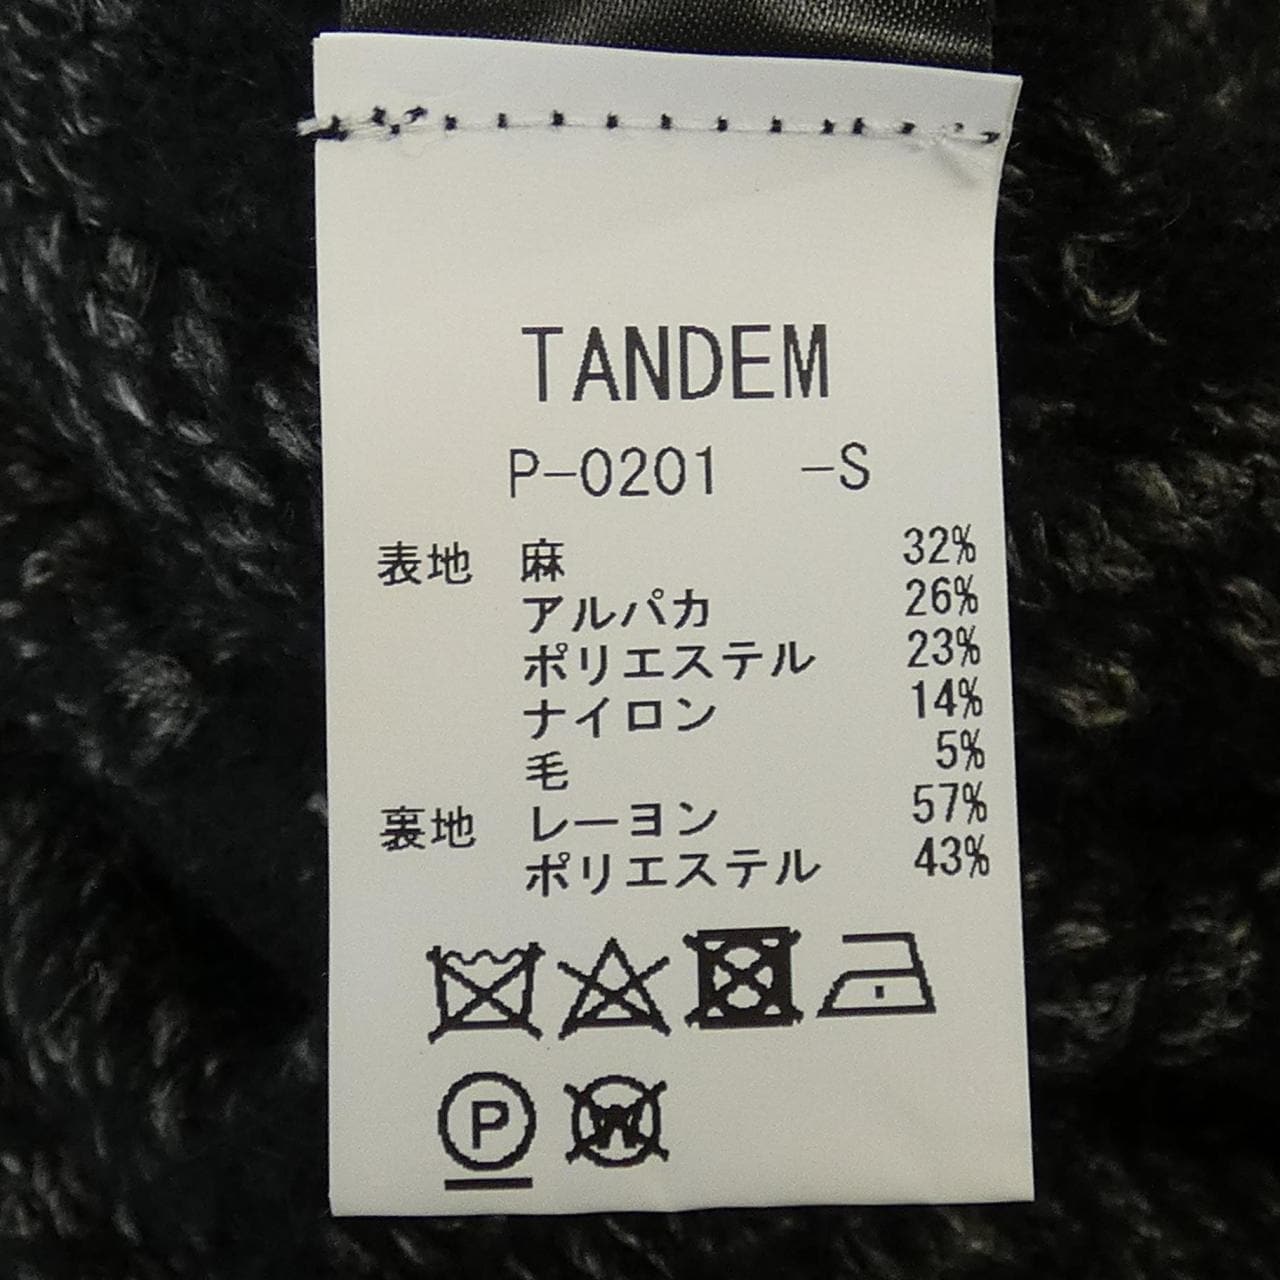 TANDEM
P-0201 -S
表地 麻 32%
アルパカ 26%
ポリエステル 23%
ナイロン 14%
毛 5%
裏地 レーヨン 57%
ポリエステル 43%
P W